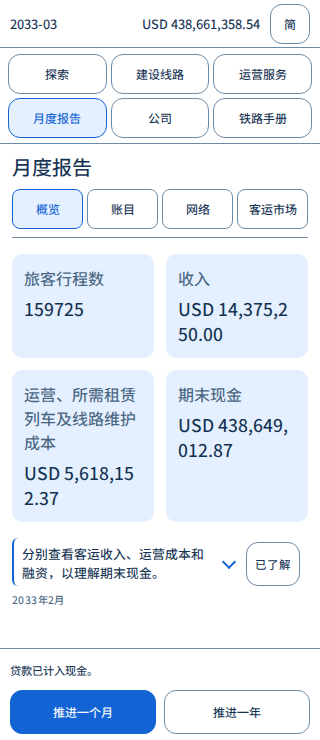 2033-03 USD 438,661,358.54 简
探索 建设线路 运营服务
月度报告 公司 铁路手册
月度报告
概览 账目 网络 客运市场
旅客行程数
159725
收入
USD 14,375,2
50.00
运营、所需租赁
列车及线路维护
成本
USD 5,618,15
2.37
期末现金
USD 438,649,
012.87
分别查看客运收入、运营成本和
融资，以理解期末现金。
已了解
2033年2月
贷款已计入现金。
推进一个月 推进一年